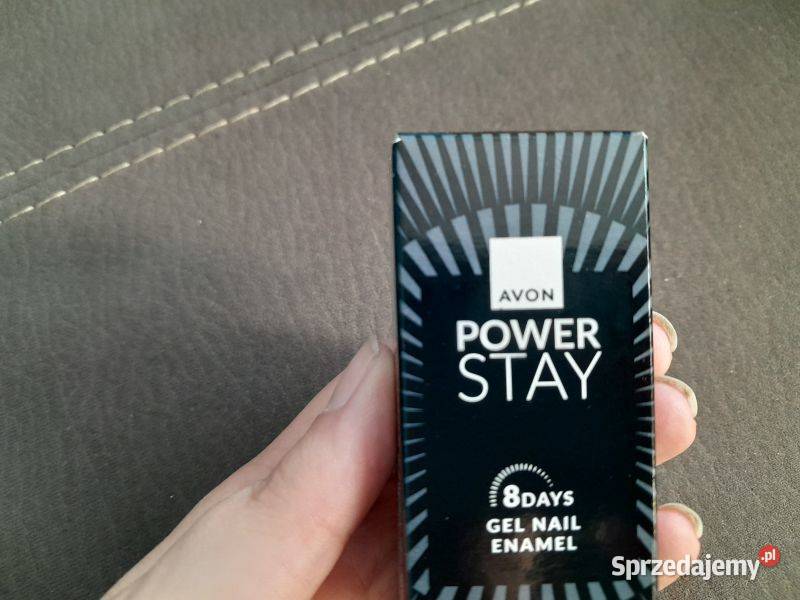 AVON
POWER
STAY
8DAYS
GEL NAIL
ENAMEL
Sprzedajemy.pl